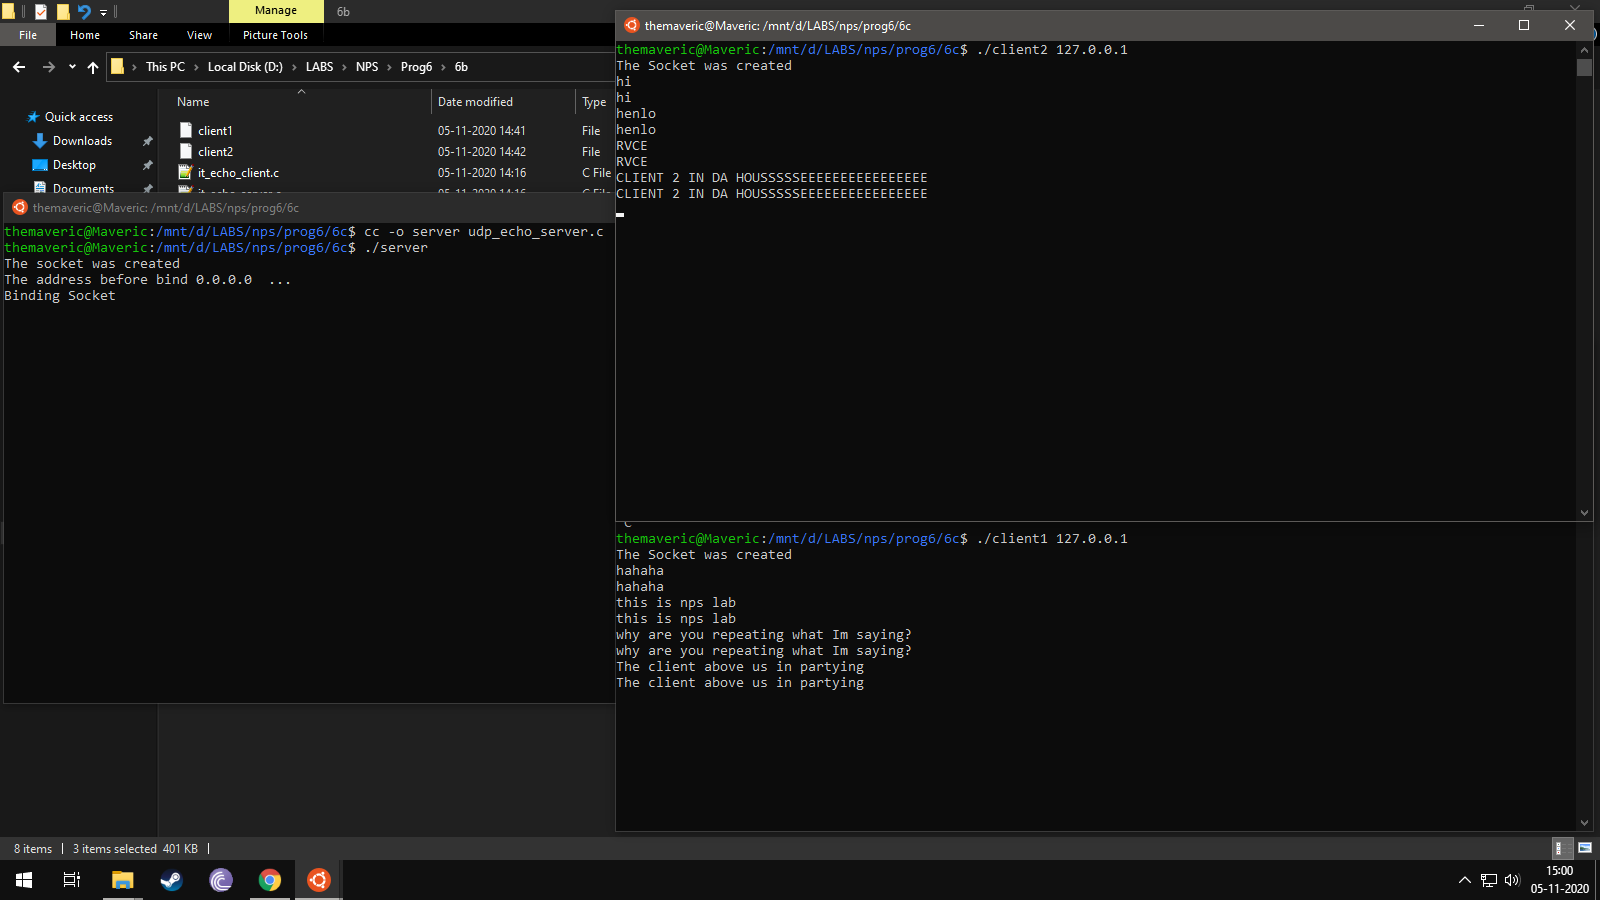 Manage
6b
File
Home
Share
View
Picture Tools
This PC
Local Disk (D:)
LABS
NPS
Prog6
6b
Name
Date modified
Type
Quick access
Downloads
Desktop
Documents
client1
05-11-2020 14:41
File
client2
05-11-2020 14:42
File
it_echo_client.c
05-11-2020 14:16
C File
themaveric@Maveric: /mnt/d/LABS/nps/prog6/6c
themaveric@Maveric:/mnt/d/LABS/nps/prog6/6c$ cc -o server udp_echo_server.c
themaveric@Maveric:/mnt/d/LABS/nps/prog6/6c$ ./server
The socket was created
The address before bind 0.0.0.0  ...
Binding Socket
themaveric@Maveric: /mnt/d/LABS/nps/prog6/6c
themaveric@Maveric:/mnt/d/LABS/nps/prog6/6c$ ./client2 127.0.0.1
The Socket was created
hi
hi
henlo
henlo
RVCE
RVCE
CLIENT 2 IN DA HOUSSSSSEEEEEEEEEEEEEEEE
CLIENT 2 IN DA HOUSSSSSEEEEEEEEEEEEEEEE
themaveric@Maveric:/mnt/d/LABS/nps/prog6/6c$ ./client1 127.0.0.1
The Socket was created
hahaha
hahaha
this is nps lab
this is nps lab
why are you repeating what Im saying?
why are you repeating what Im saying?
The client above us in partying
The client above us in partying
8 items
3 items selected 401 KB
15:00
05-11-2020